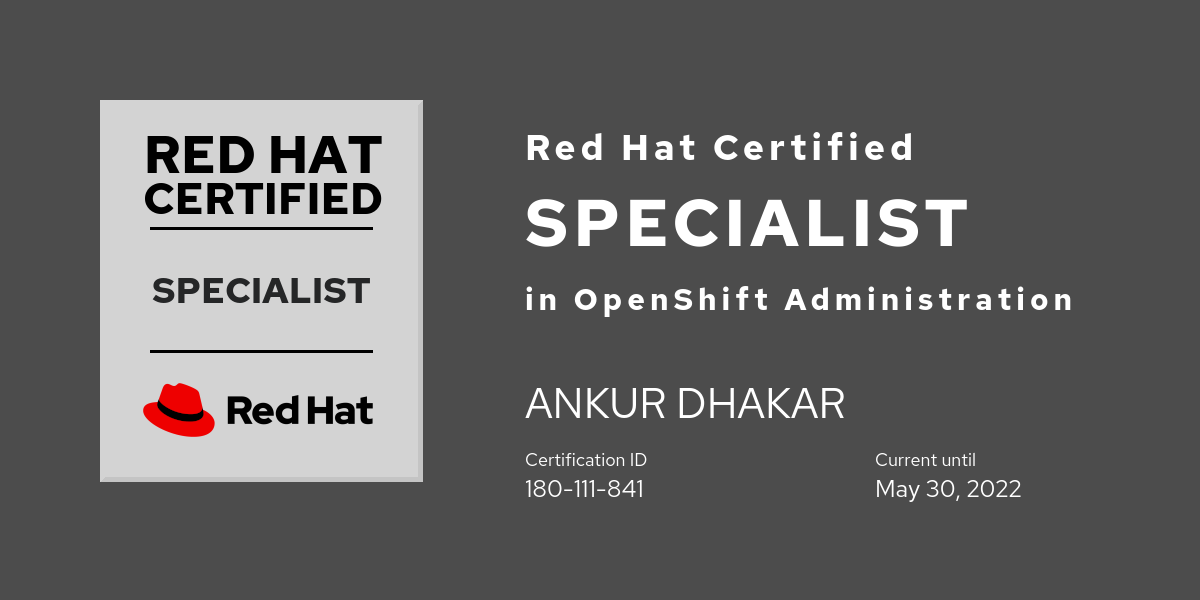 RED HAT
CERTIFIED
SPECIALIST
Red Hat
Red Hat Certified
SPECIALIST
in OpenShift Administration
ANKUR DHAKAR
Certification ID
180-111-841
Current until
May 30, 2022